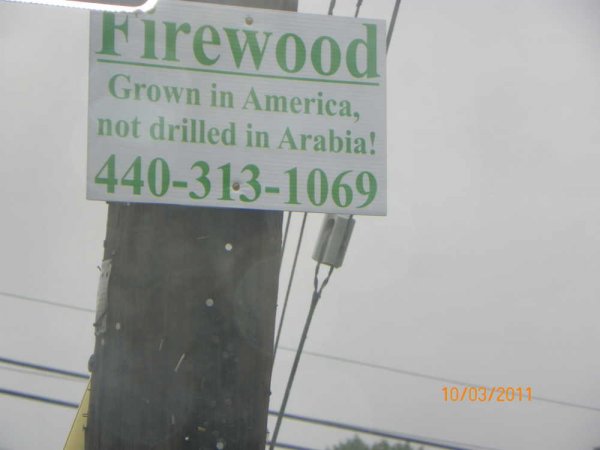 Firewood
Grown in America,
not drilled in Arabia!
440-313-1069
10/03/2011